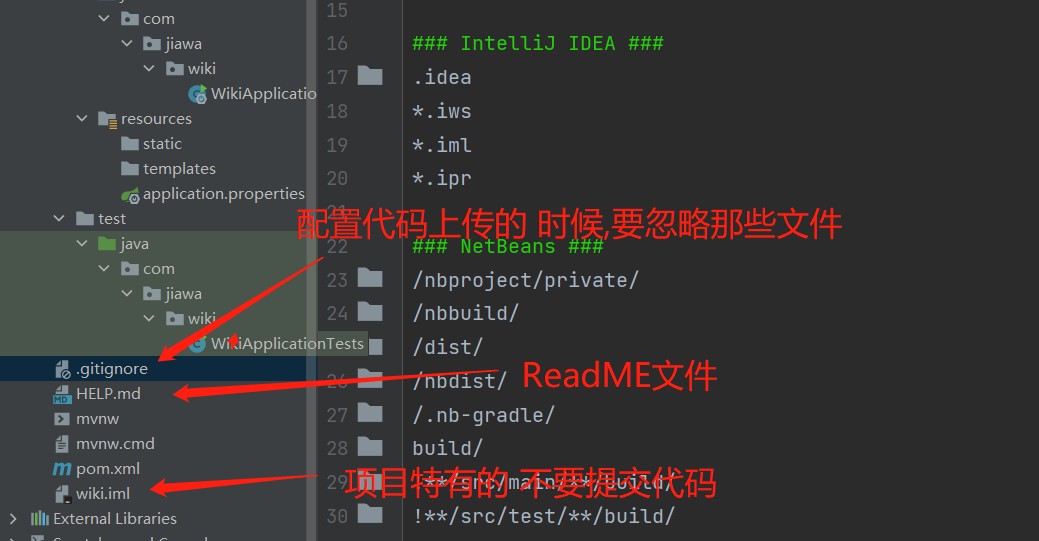 com
jiawa
wiki
WikiApplicatio
resources
static
templates
application.properties
test
java
com
jiawa
wiki
WikiApplicationTests
.gitignore
HELP.md
mvnw
mvnw.cmd
pom.xml
wiki.iml
External Libraries
15
16 ### IntelliJ IDEA ###
17 .idea
18 *.iws
19 *.iml
20 *.ipr
配置代码上传的 时候,要忽略那些文件
22 ### NetBeans ###
23 /nbproject/private/
24 /nbbuild/
/dist/
/nbdist/
ReadME文件
27 /.nb-gradle/
28 build/
29 !**/src/main/**/build/
项目特有的 不要提交代码
30 !**/src/test/**/build/